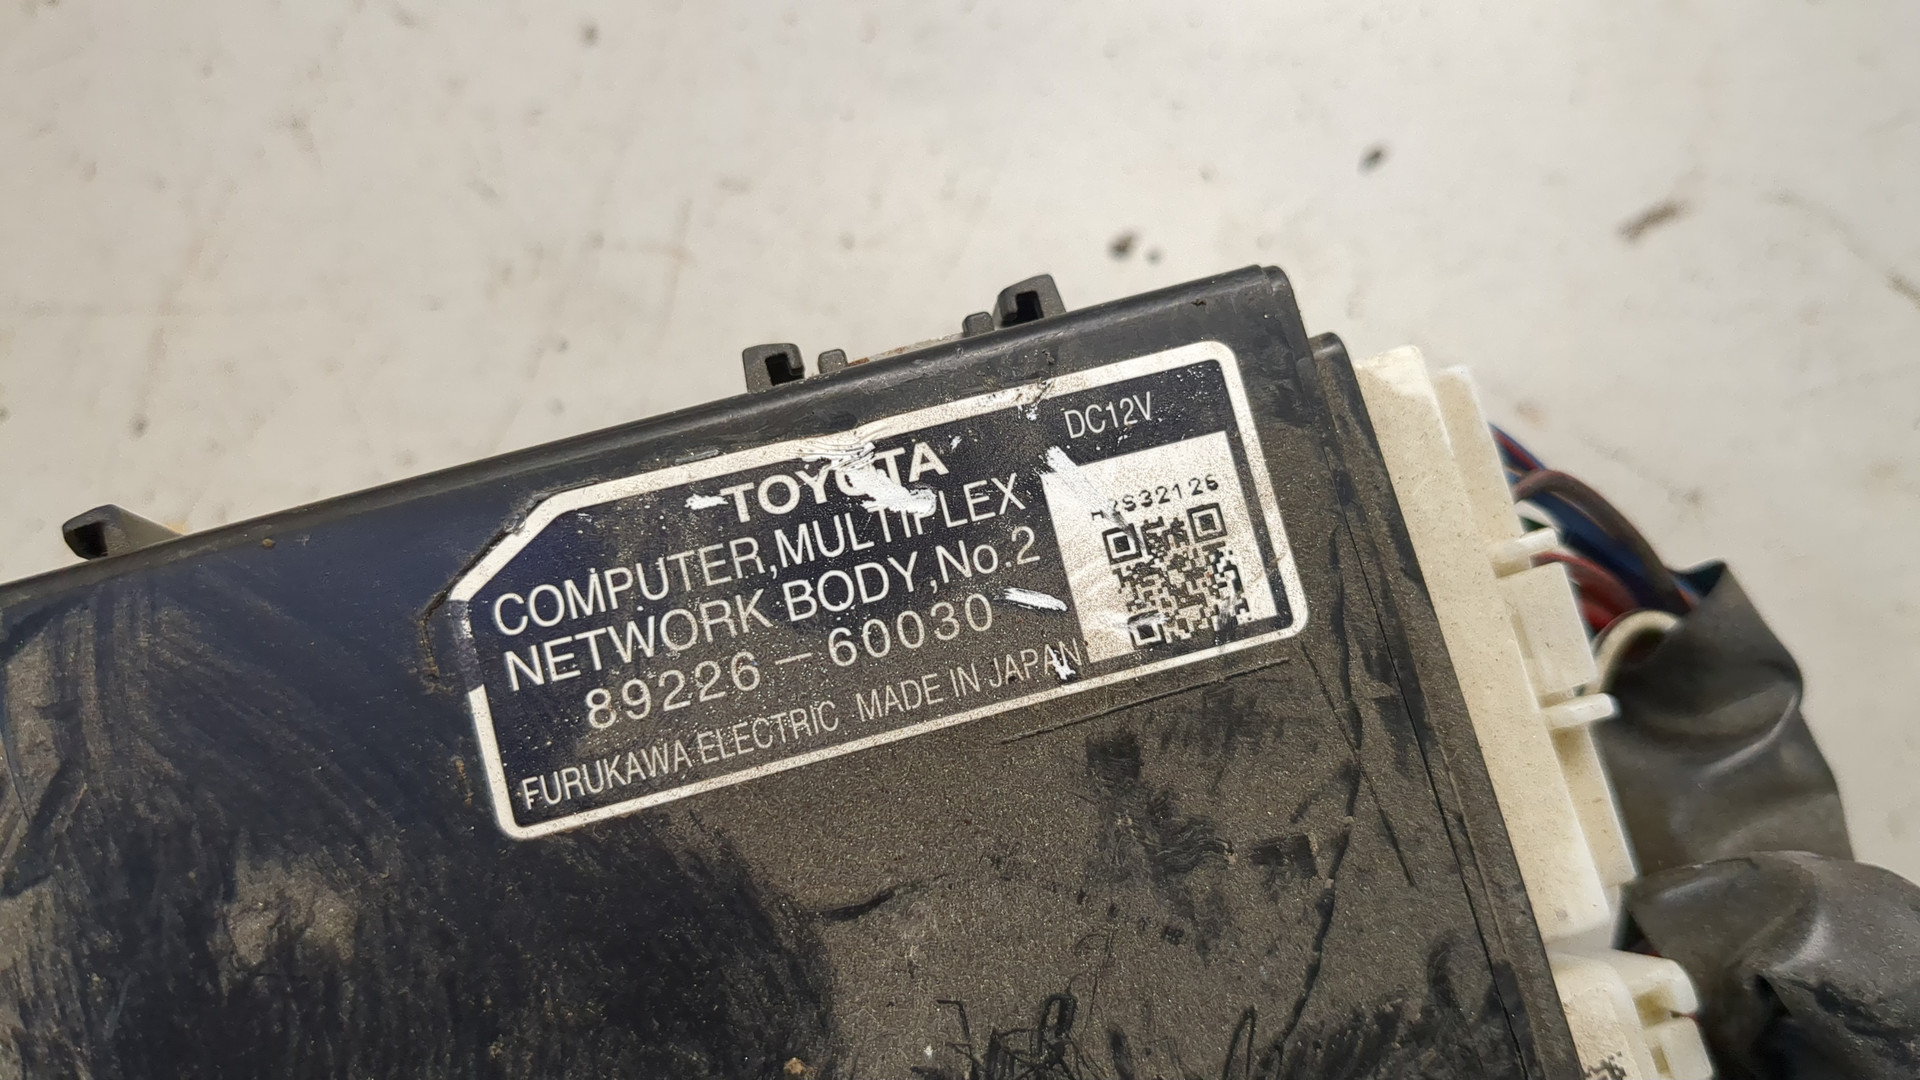 DC12V
TOYOTA
COMPUTER,MULTIPLEX
NETWORK BODY,No.2
89226-60030
FURUKAWA ELECTRIC MADE IN JAPAN